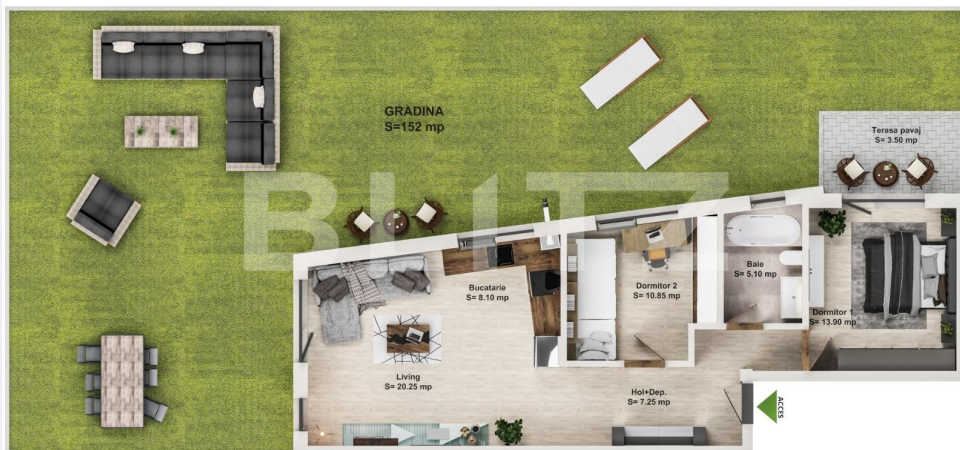 GRADINA
S=152 mp
Terasa pavaj
S= 3.50 mp
BLITZ
Baie
S= 5.10 mp
Bucatarie
S= 8.10 mp
Dormitor 2
S= 10.85 mp
Dormitor 1
S= 13.90 mp
Living
S= 20.25 mp
Hol+Dep.
S= 7.25 mp
ACCES